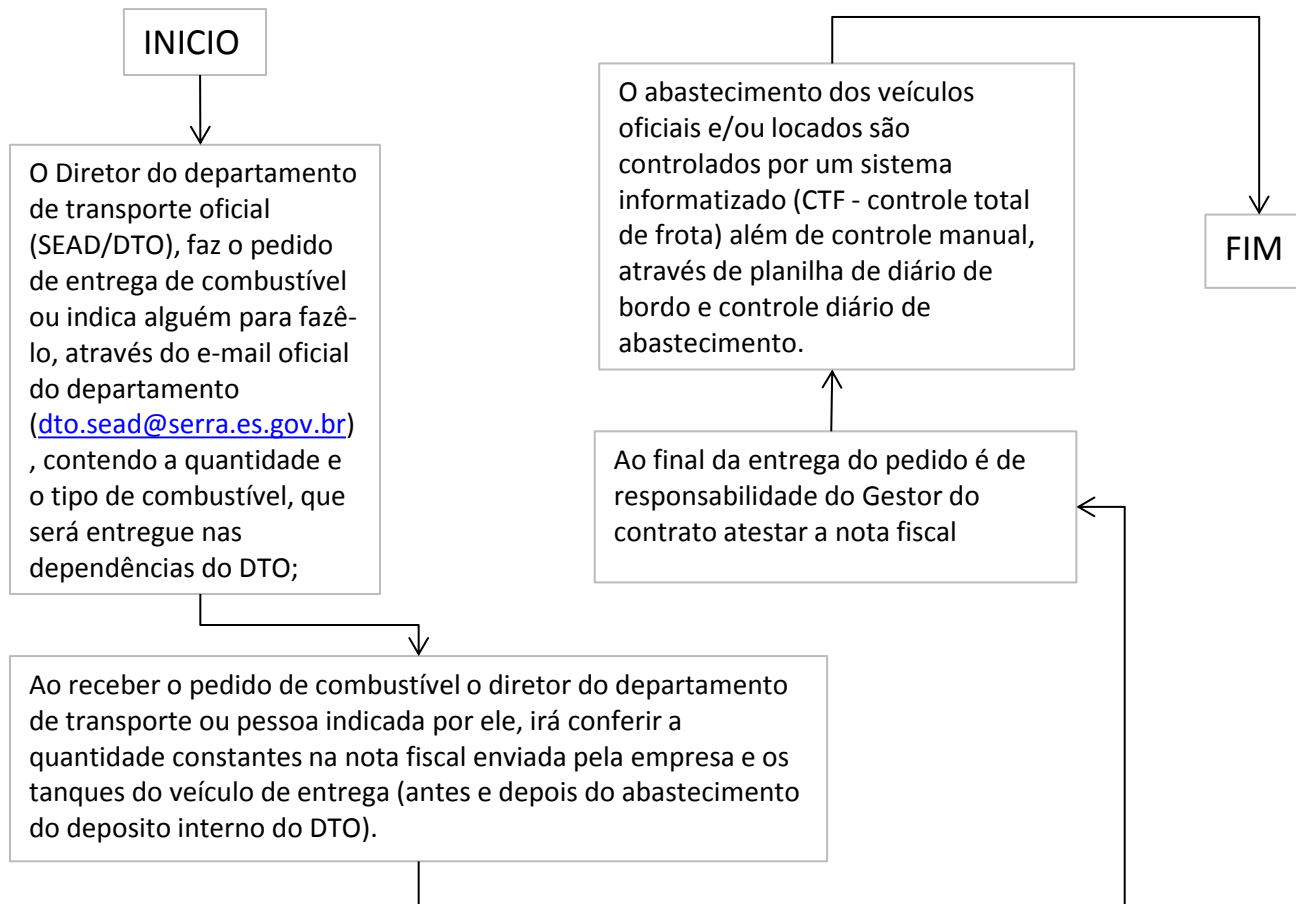 INICIO
O Diretor do departamento
de transporte oficial
(SEAD/DTO), faz o pedido
de entrega de combustível
ou indica alguém para fazê-
lo, através do e-mail oficial
do departamento
(dto.sead@serra.es.gov.br)
, contendo a quantidade e
o tipo de combustível, que
será entregue nas
dependências do DTO;
Ao receber o pedido de combustível o diretor do departamento
de transporte ou pessoa indicada por ele, irá conferir a
quantidade constantes na nota fiscal enviada pela empresa e os
tanques do veículo de entrega (antes e depois do abastecimento
do deposito interno do DTO).
Ao final da entrega do pedido é de
responsabilidade do Gestor do
contrato atestar a nota fiscal
O abastecimento dos veículos
oficiais e/ou locados são
controlados por um sistema
informatizado (CTF - controle total
de frota) além de controle manual,
através de planilha de diário de
bordo e controle diário de
abastecimento.
FIM